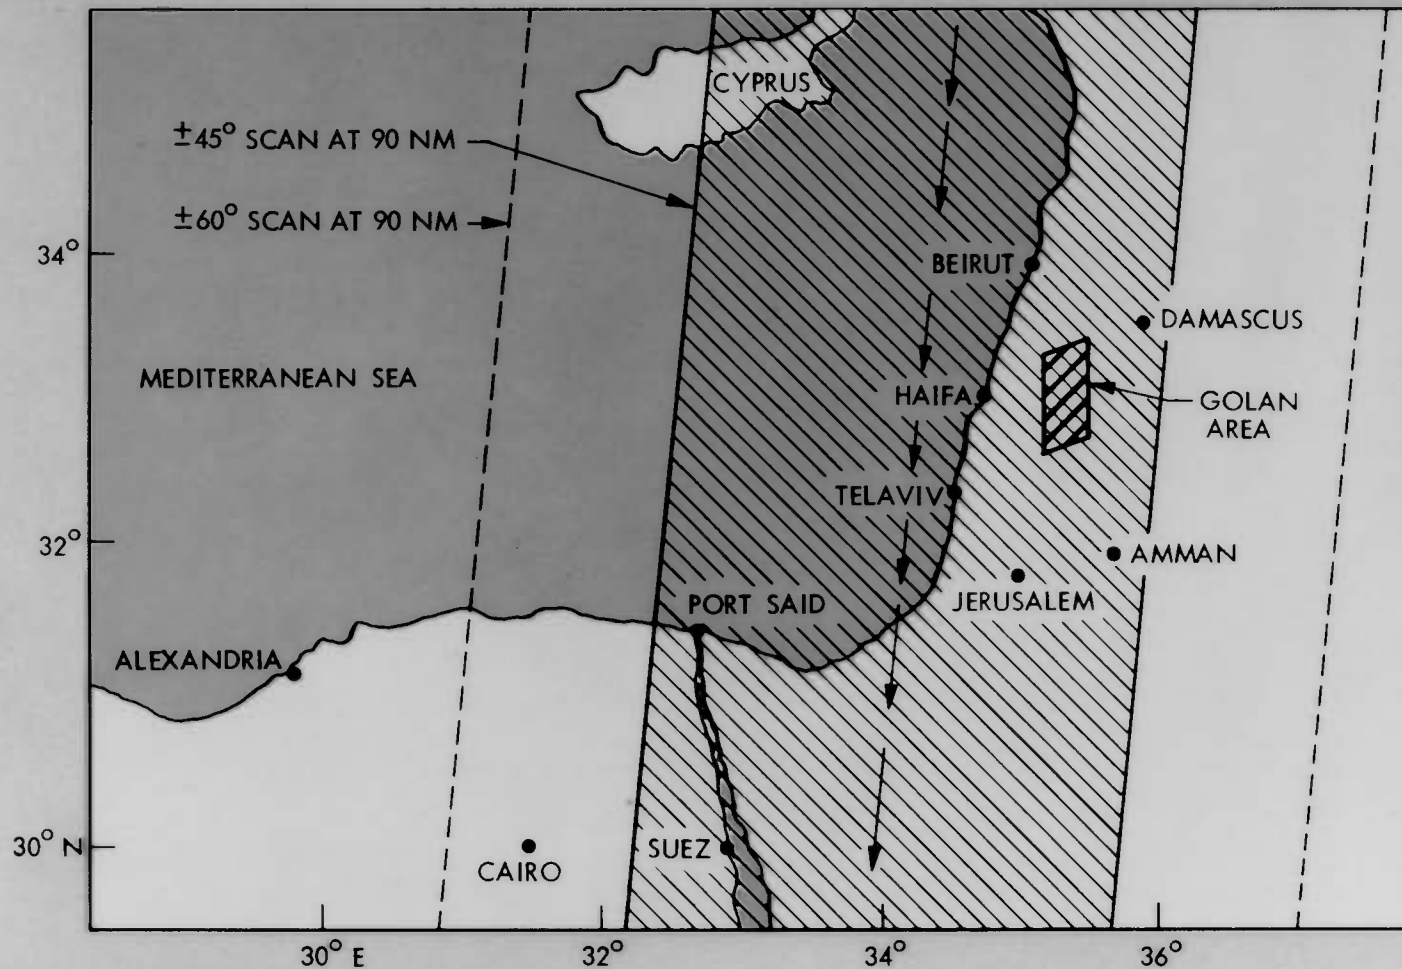 CYPRUS
±45° SCAN AT 90 NM
±60° SCAN AT 90 NM
34°
BEIRUT
DAMASCUS
MEDITERRANEAN SEA
HAIFA
GOLAN
AREA
TELAVIV
32°
AMMAN
JERUSALEM
PORT SAID
ALEXANDRIA
30° N
SUEZ
CAIRO
30° E
32°
34°
36°